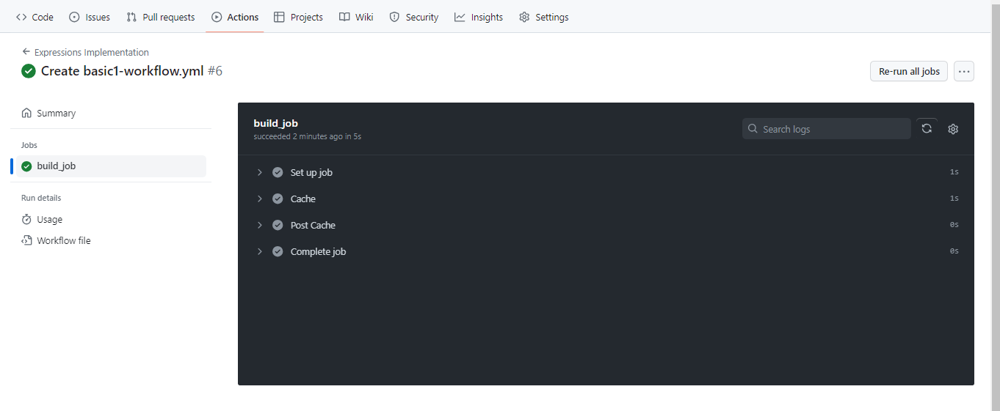 Code Issues Pull requests Actions Projects Wiki Security Insights Settings
Expressions Implementation
Create basic1-workflow.yml #6
Re-run all jobs
Summary
Jobs
build_job
Run details
Usage
Workflow file
build_job
succeeded 2 minutes ago in 5s
Search logs
Set up job 1s
Cache 1s
Post Cache 0s
Complete job 0s